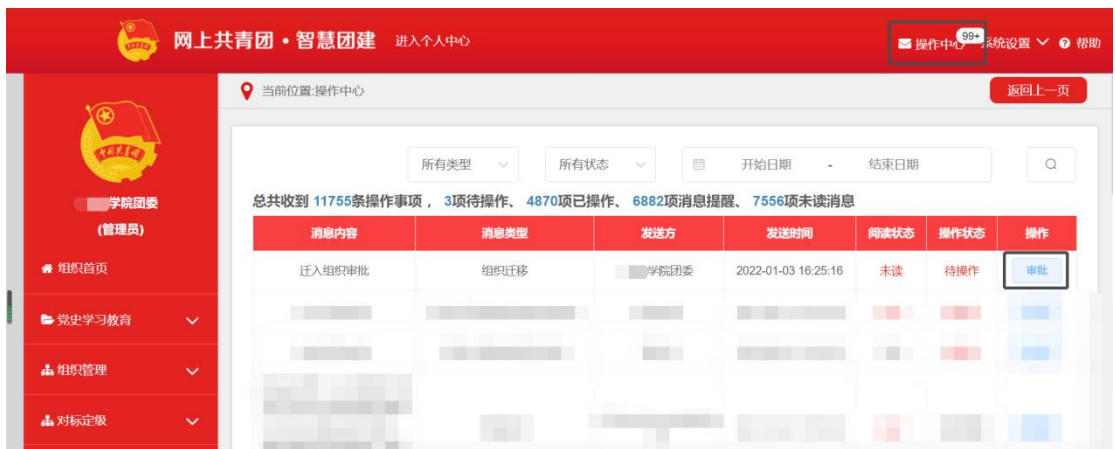 网上共青团・智慧团建 进入个人中心 操作中心 99+ 系统设置 帮助
当前位置:操作中心 返回上一页
学院团委
(管理员)
组织首页
党史学习教育
组织管理
对标定级
所有类型 所有状态 开始日期 - 结束日期
总共收到 11755条操作事项 ， 3项待操作、 4870项已操作、 6882项消息提醒、 7556项未读消息
消息内容 消息类型 发送方 发送时间 阅读状态 操作状态 操作
迁入组织审批 组织迁移 学院团委 2022-01-03 16:25:16 未读 待操作 审批